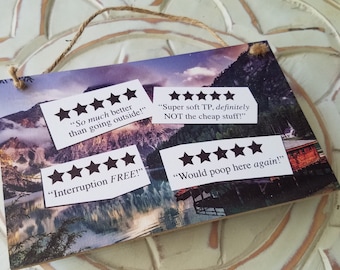 ★★★★★
“So much better
than going outside!”
★★★★★
“Super soft TP, definitely
NOT the cheap stuff!”
★★★★★
“Interruption FREE!”
★★★★★
“Would poop here again!”